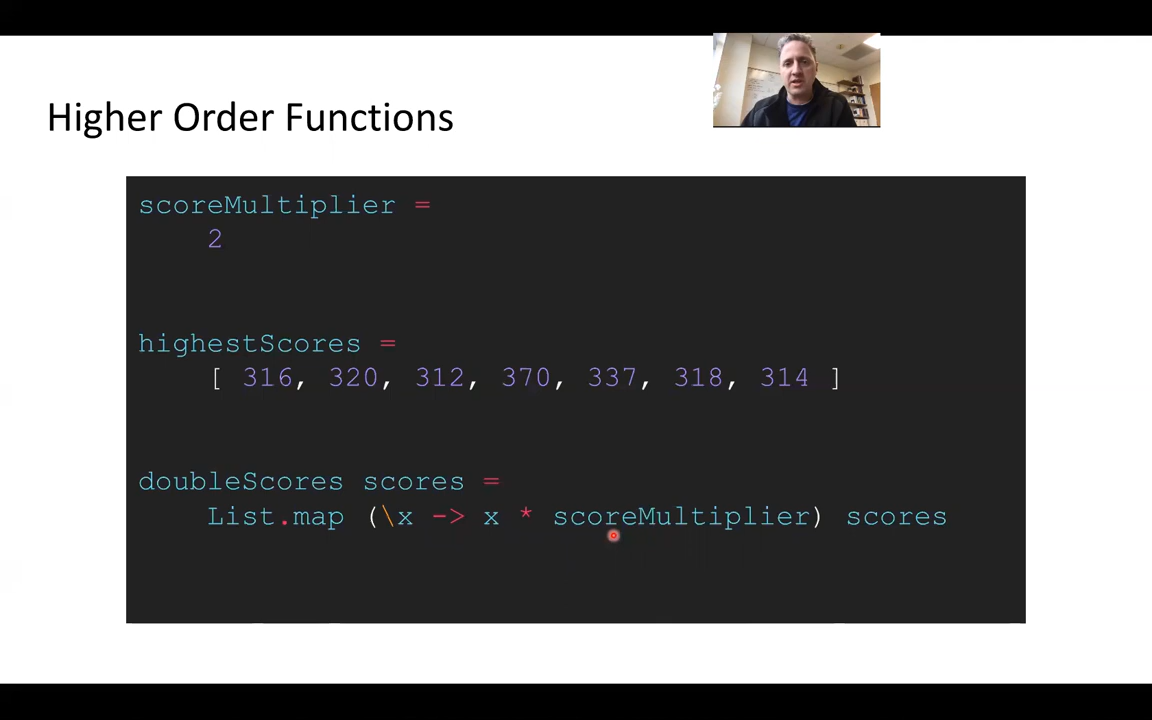 Higher Order Functions
scoreMultiplier =
2
highestScores =
[ 316, 320, 312, 370, 337, 318, 314 ]
doubleScores scores =
List.map (\x -> x * scoreMultiplier) scores